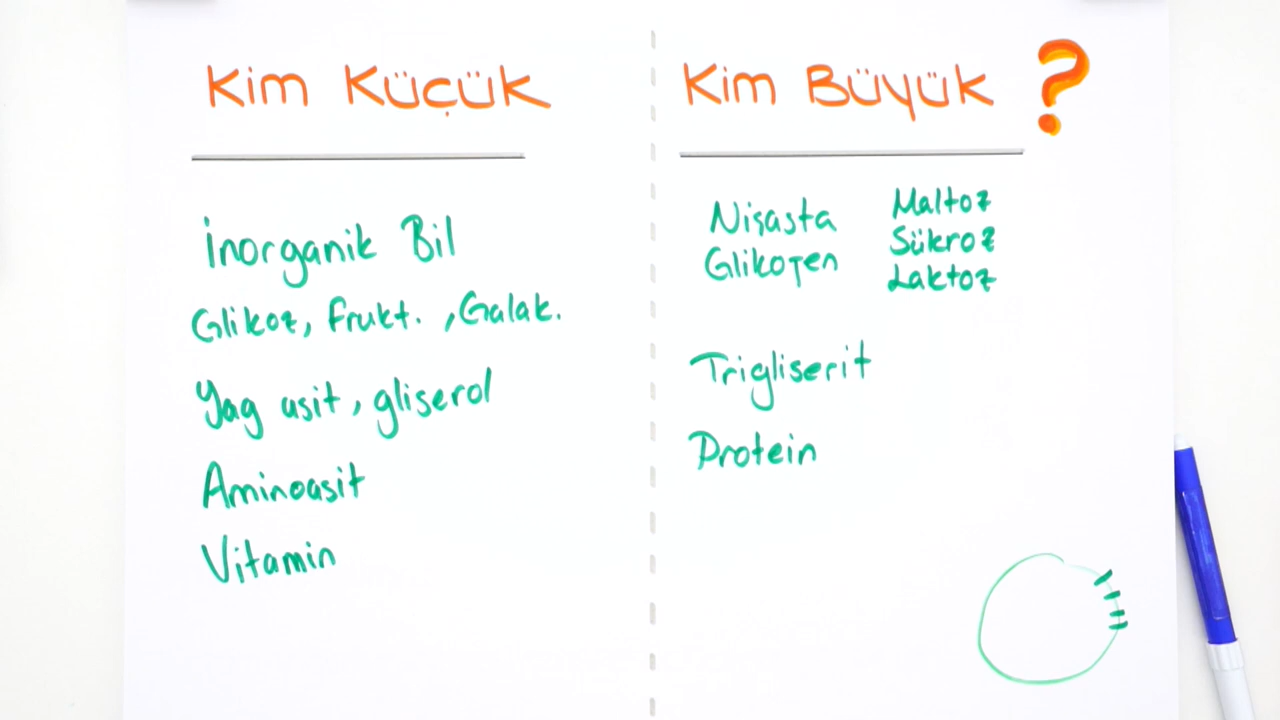 Kim Küçük
İnorganik Bil
Glikoz, frukt. , Galak.
Yag asit, gliserol
Aminoasit
Vitamin
Kim Büyük ?
Nişasta
Glikojen
Maltoz
Sükroz
Laktoz
Trigliserit
Protein